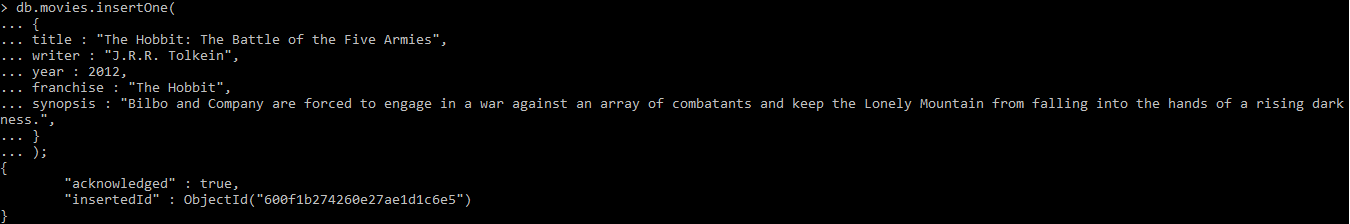 > db.movies.insertOne(
... {
... title : "The Hobbit: The Battle of the Five Armies",
... writer : "J.R.R. Tolkein",
... year : 2012,
... franchise : "The Hobbit",
... synopsis : "Bilbo and Company are forced to engage in a war against an array of combatants and keep the Lonely Mountain from falling into the hands of a rising dark
ness.",
... }
... );
{
        "acknowledged" : true,
        "insertedId" : ObjectId("600f1b274260e27ae1d1c6e5")
}